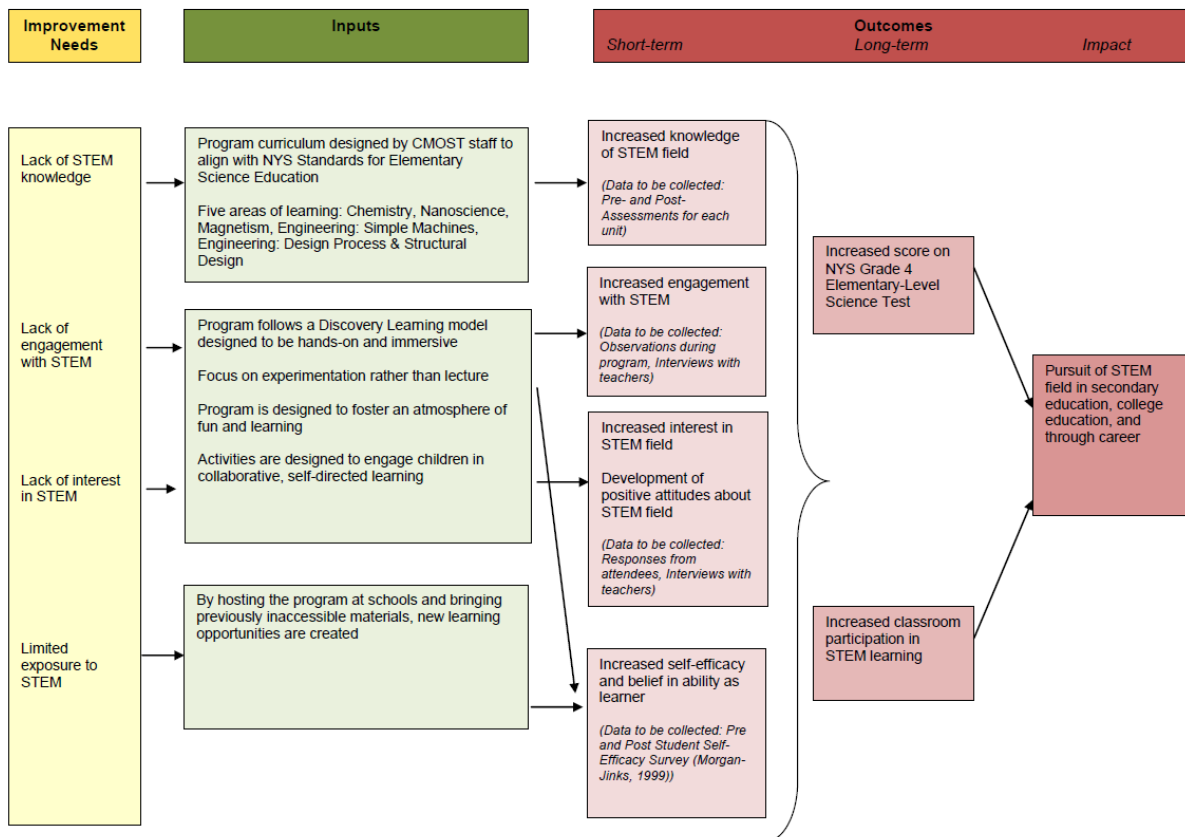 Improvement
Needs
Inputs
Outcomes
Short-term
Long-term
Impact
Lack of STEM
knowledge
Lack of
engagement
with STEM
Lack of interest
in STEM
Limited
exposure to
STEM
Program curriculum designed by CMOST staff to
align with NYS Standards for Elementary
Science Education
Five areas of learning: Chemistry, Nanoscience,
Magnetism, Engineering: Simple Machines,
Engineering: Design Process & Structural
Design
Program follows a Discovery Learning model
designed to be hands-on and immersive
Focus on experimentation rather than lecture
Program is designed to foster an atmosphere of
fun and learning
Activities are designed to engage children in
collaborative, self-directed learning
By hosting the program at schools and bringing
previously inaccessible materials, new learning
opportunities are created
Increased knowledge
of STEM field
(Data to be collected:
Pre- and Post-
Assessments for each
unit)
Increased engagement
with STEM
(Data to be collected:
Observations during
program, Interviews with
teachers)
Increased interest in
STEM field
Development of
positive attitudes about
STEM field
(Data to be collected:
Responses from
attendees, Interviews with
teachers)
Increased self-efficacy
and belief in ability as
learner
(Data to be collected: Pre
and Post Student Self-
Efficacy Survey (Morgan-
Jinks, 1999))
Increased score on
NYS Grade 4
Elementary-Level
Science Test
Increased classroom
participation in
STEM learning
Pursuit of STEM
field in secondary
education, college
education, and
through career